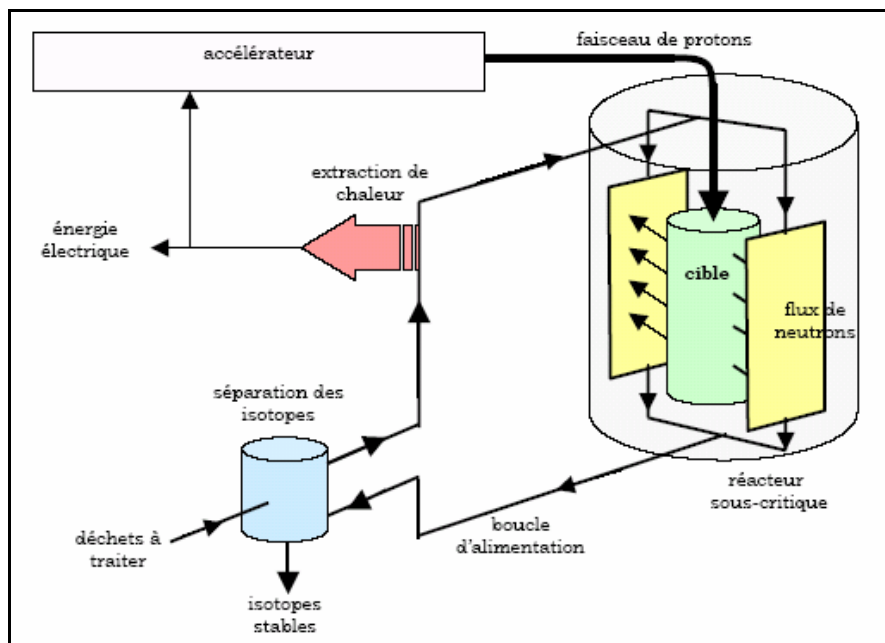 accélérateur
faisceau de protons
extraction de
chaleur
énergie
électrique
cible
flux de
neutrons
séparation des
isotopes
réacteur
sous-critique
déchets à
traiter
boucle
d'alimentation
isotopes
stables